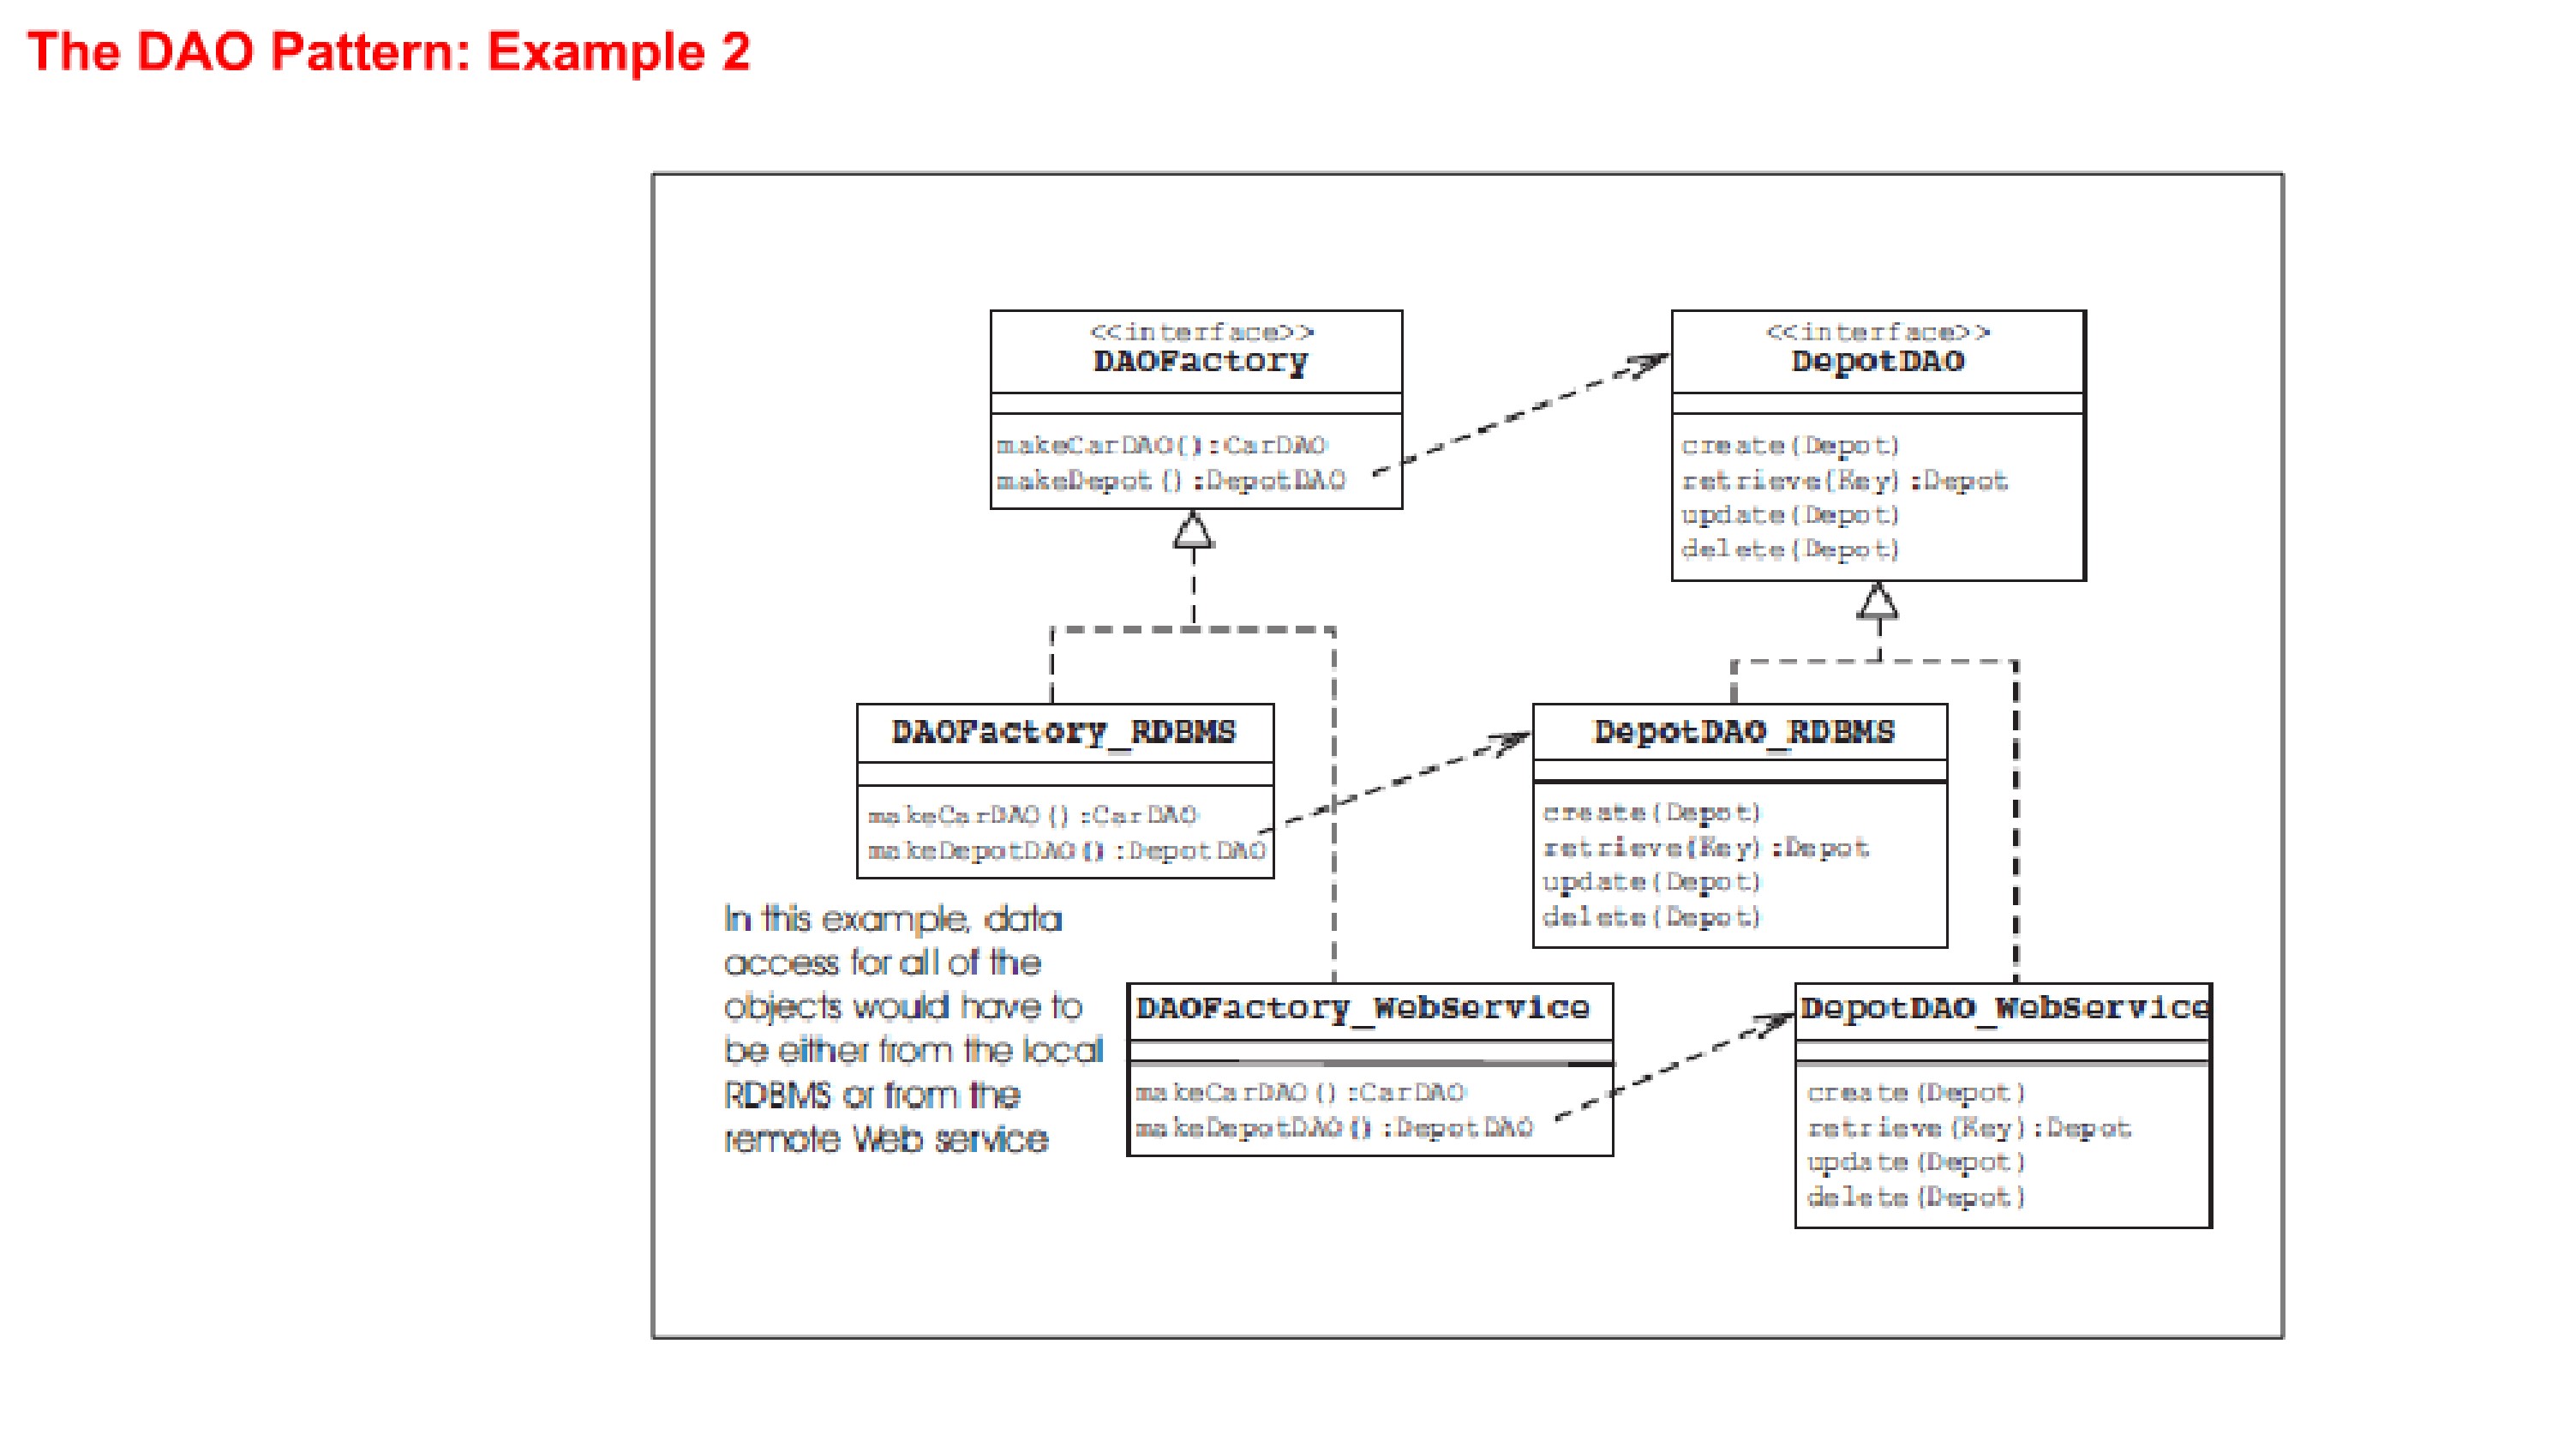 The DAO Pattern: Example 2
<<interface>>
DAOFactory
makeCarDAO():CarDAO
makeDepot():DepotDAO
<<interface>>
DepotDAO
create(Depot)
retrieve(Key):Depot
update(Depot)
delete(Depot)
DAOFactory_RDBMS
makeCarDAO():CarDAO
makeDepotDAO():DepotDAO
DepotDAO_RDBMS
create(Depot)
retrieve(Key):Depot
update(Depot)
delete(Depot)
In this example, data
access for all of the
objects would have to
be either from the local
RDBMS or from the
remote Web service
DAOFactory_WebService
makeCarDAO():CarDAO
makeDepotDAO():DepotDAO
DepotDAO_WebService
create(Depot)
retrieve(Key):Depot
update(Depot)
delete(Depot)